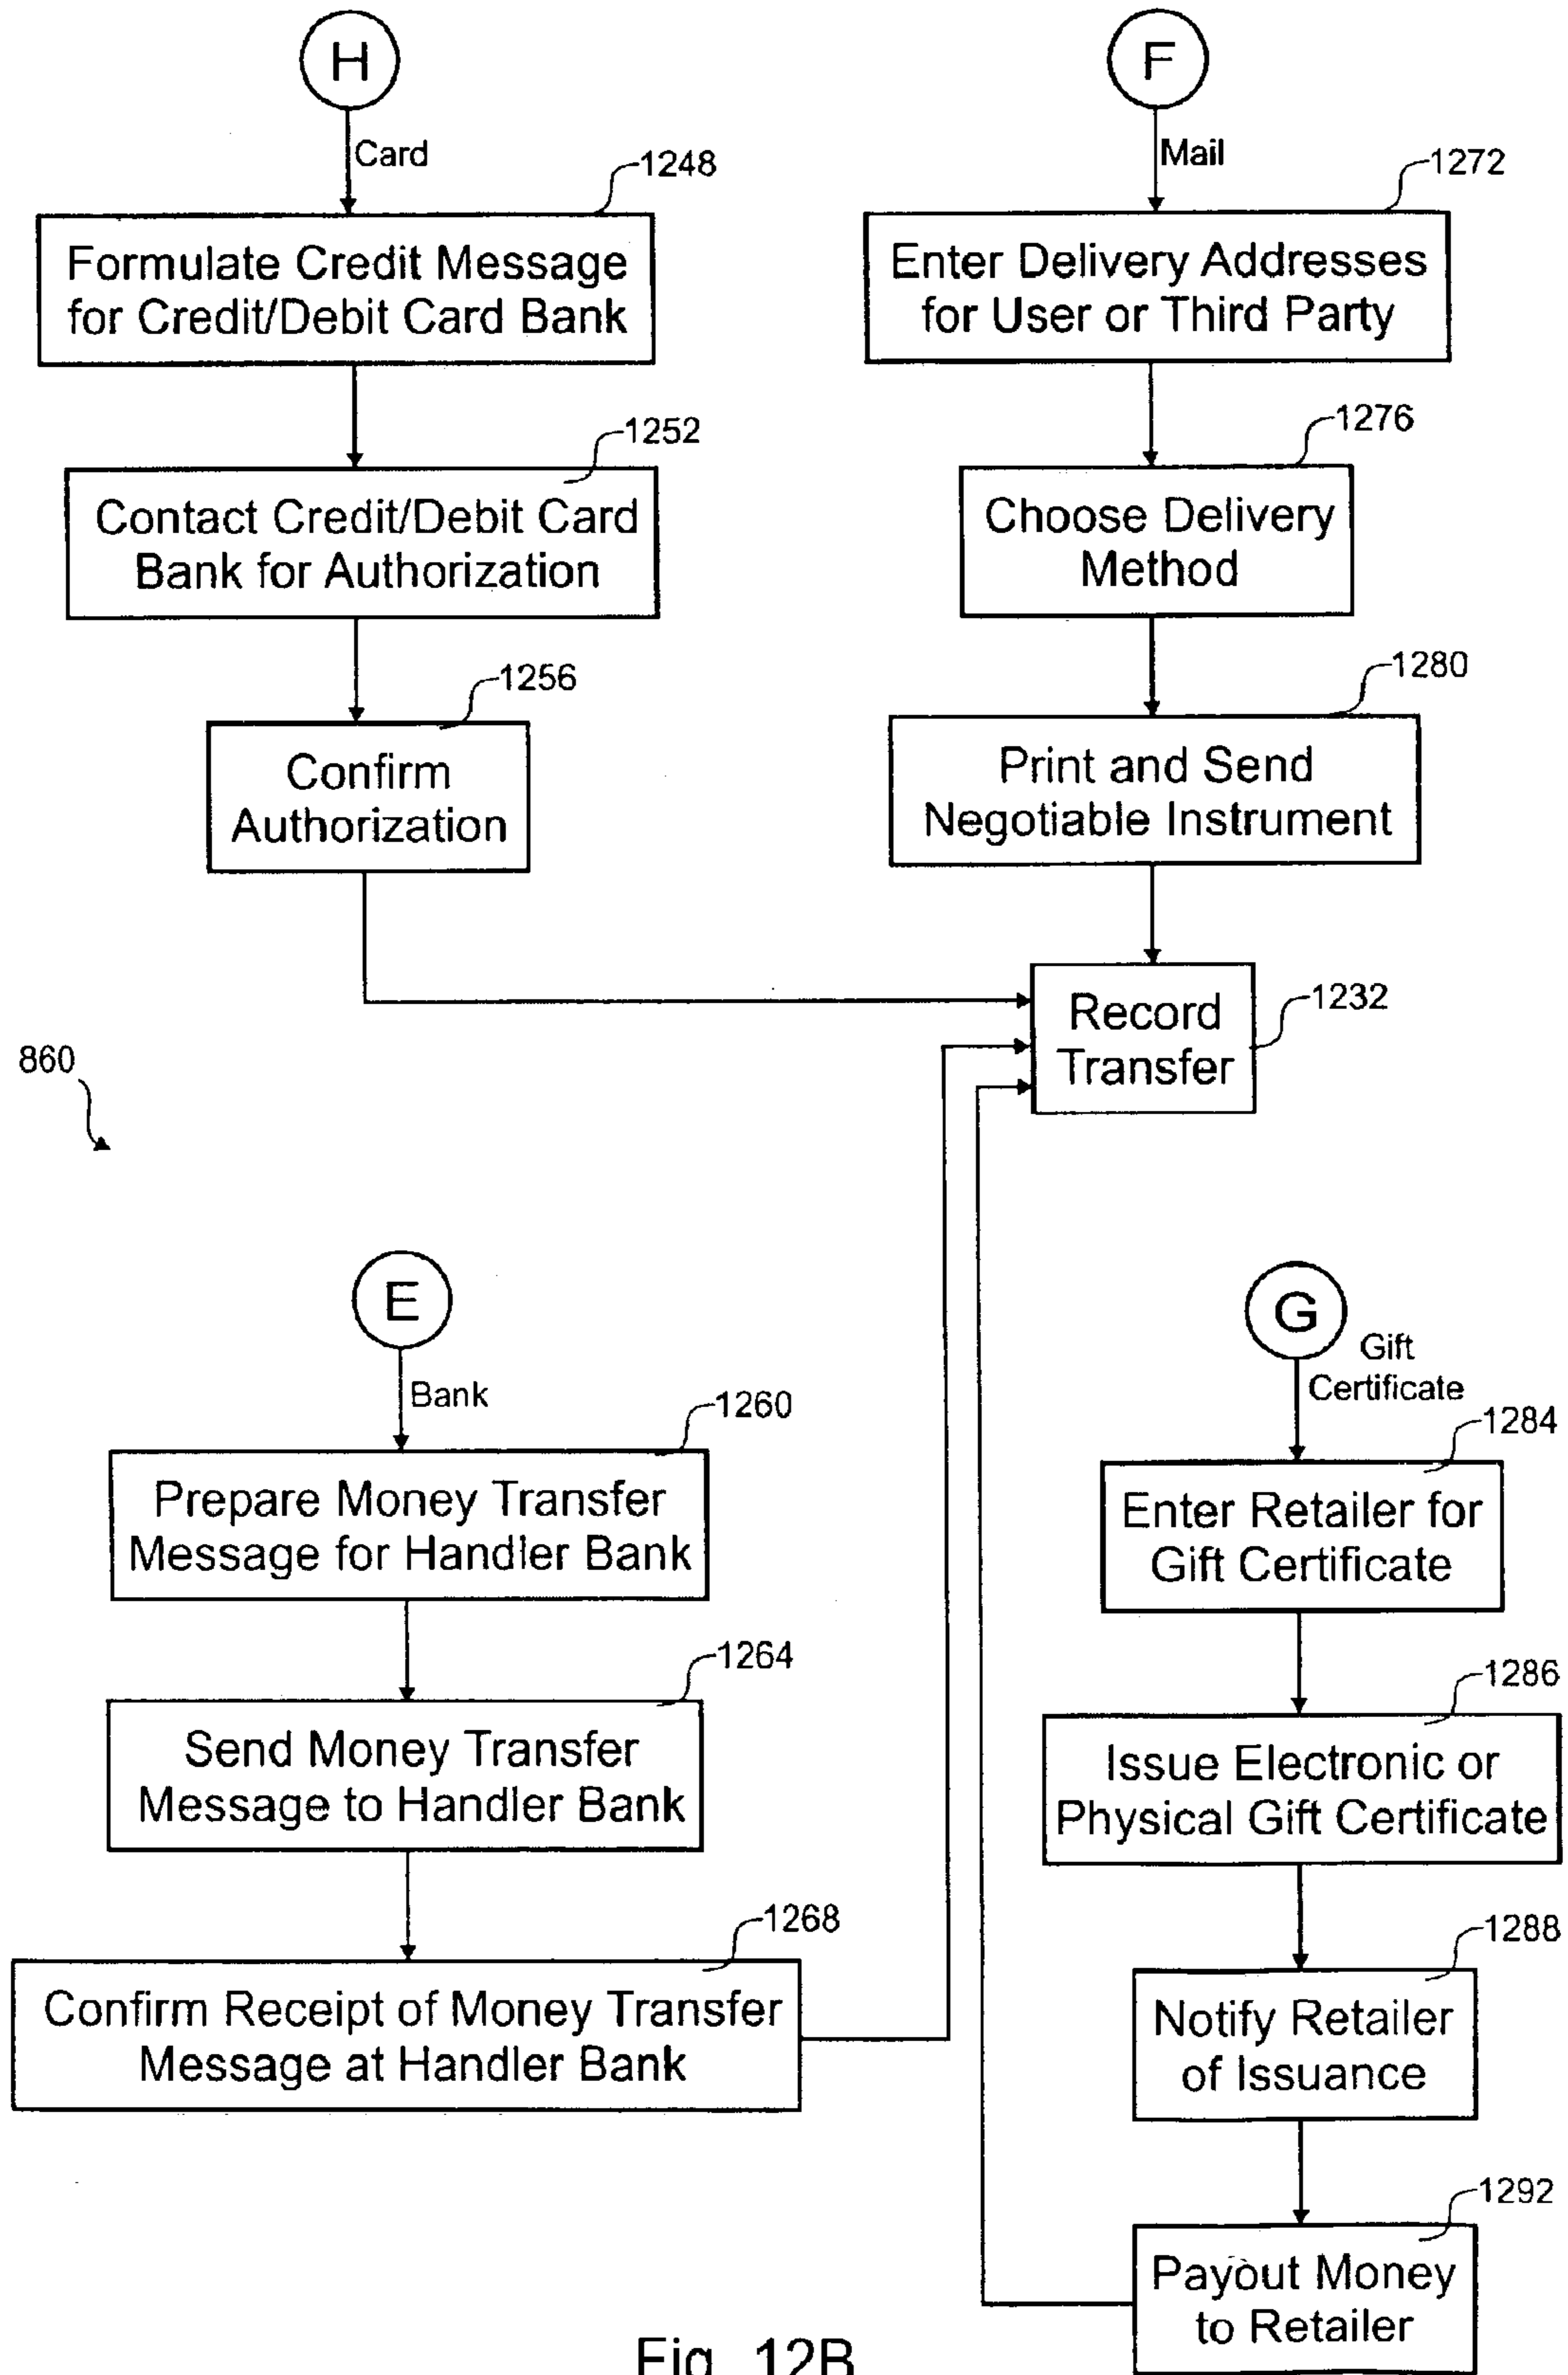 H
Card
1248
Formulate Credit Message
for Credit/Debit Card Bank
1252
Contact Credit/Debit Card
Bank for Authorization
1256
Confirm
Authorization
F
Mail
1272
Enter Delivery Addresses
for User or Third Party
1276
Choose Delivery
Method
1280
Print and Send
Negotiable Instrument
Record
Transfer
1232
860
E
Bank
1260
Prepare Money Transfer
Message for Handler Bank
1264
Send Money Transfer
Message to Handler Bank
1268
Confirm Receipt of Money Transfer
Message at Handler Bank
G
Gift
Certificate
1284
Enter Retailer for
Gift Certificate
1286
Issue Electronic or
Physical Gift Certificate
1288
Notify Retailer
of Issuance
1292
Payout Money
to Retailer
Fig. 12B